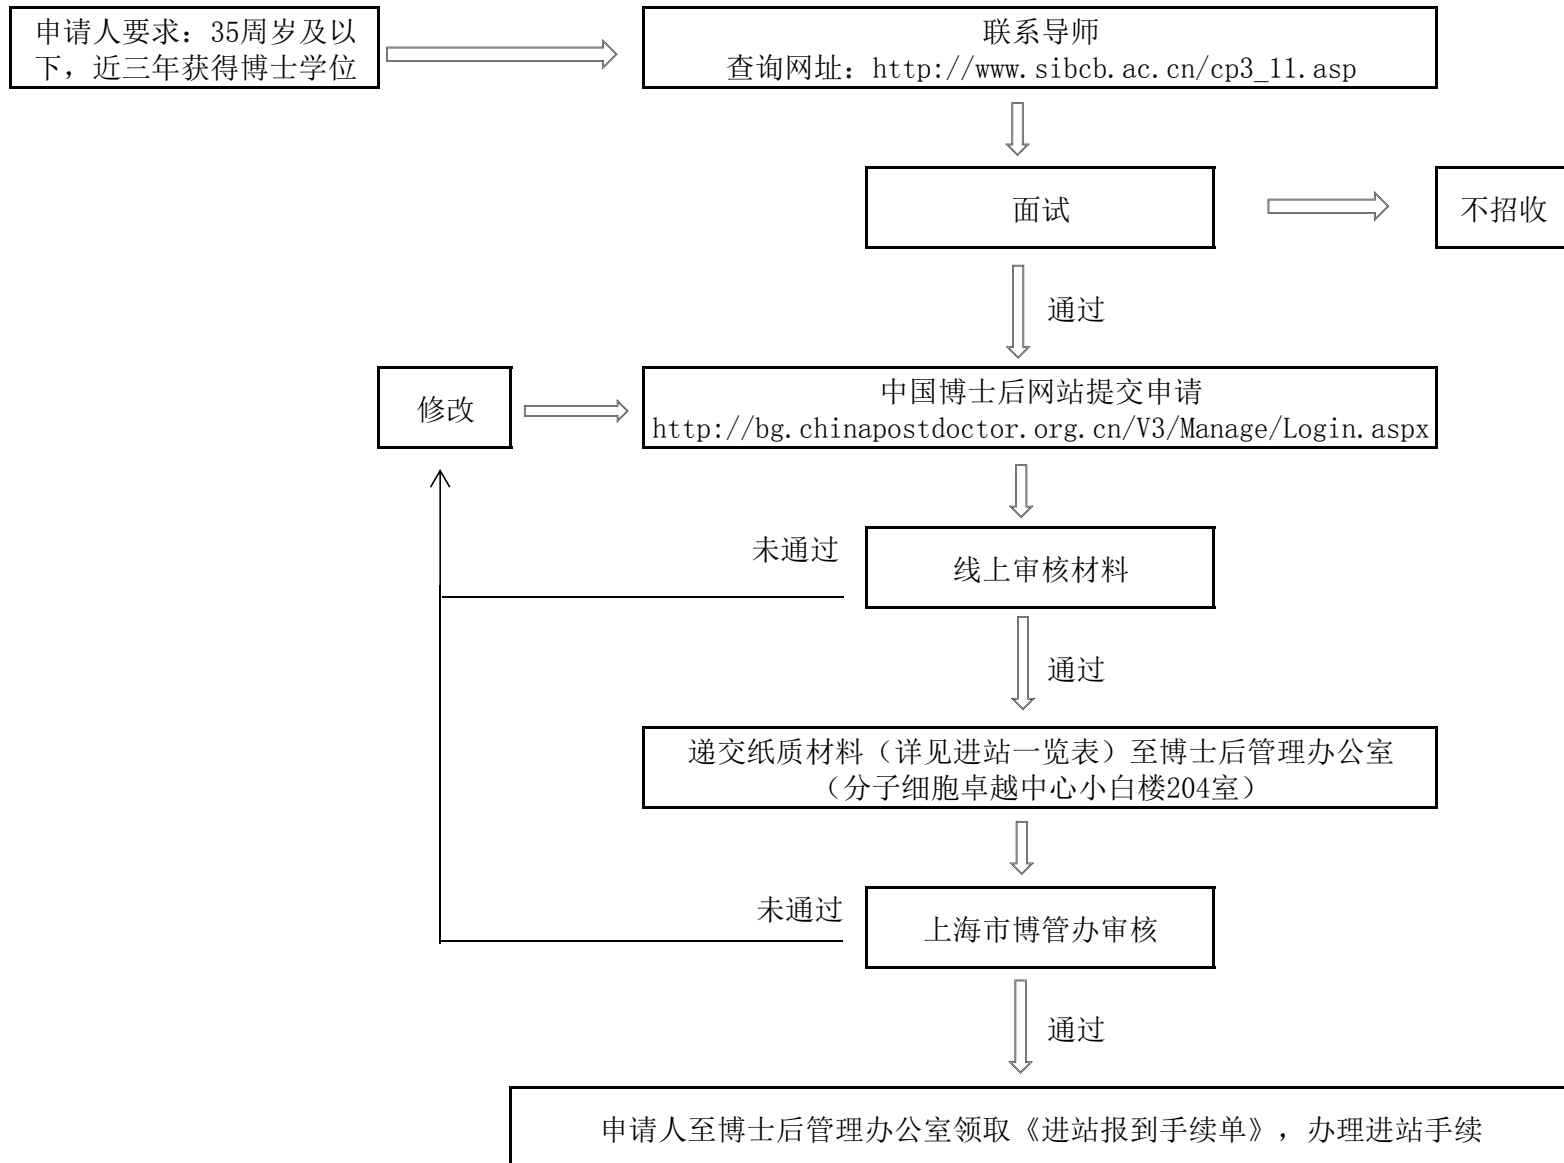 申请人要求：35周岁及以
下，近三年获得博士学位
联系导师
查询网址：http://www.sibcb.ac.cn/cp3_11.asp
面试
不招收
通过
修改
中国博士后网站提交申请
http://bg.chinapostdoctor.org.cn/V3/Manage/Login.aspx
未通过
线上审核材料
通过
递交纸质材料（详见进站一览表）至博士后管理办公室
（分子细胞卓越中心小白楼204室）
未通过
上海市博管办审核
通过
申请人至博士后管理办公室领取《进站报到手续单》，办理进站手续